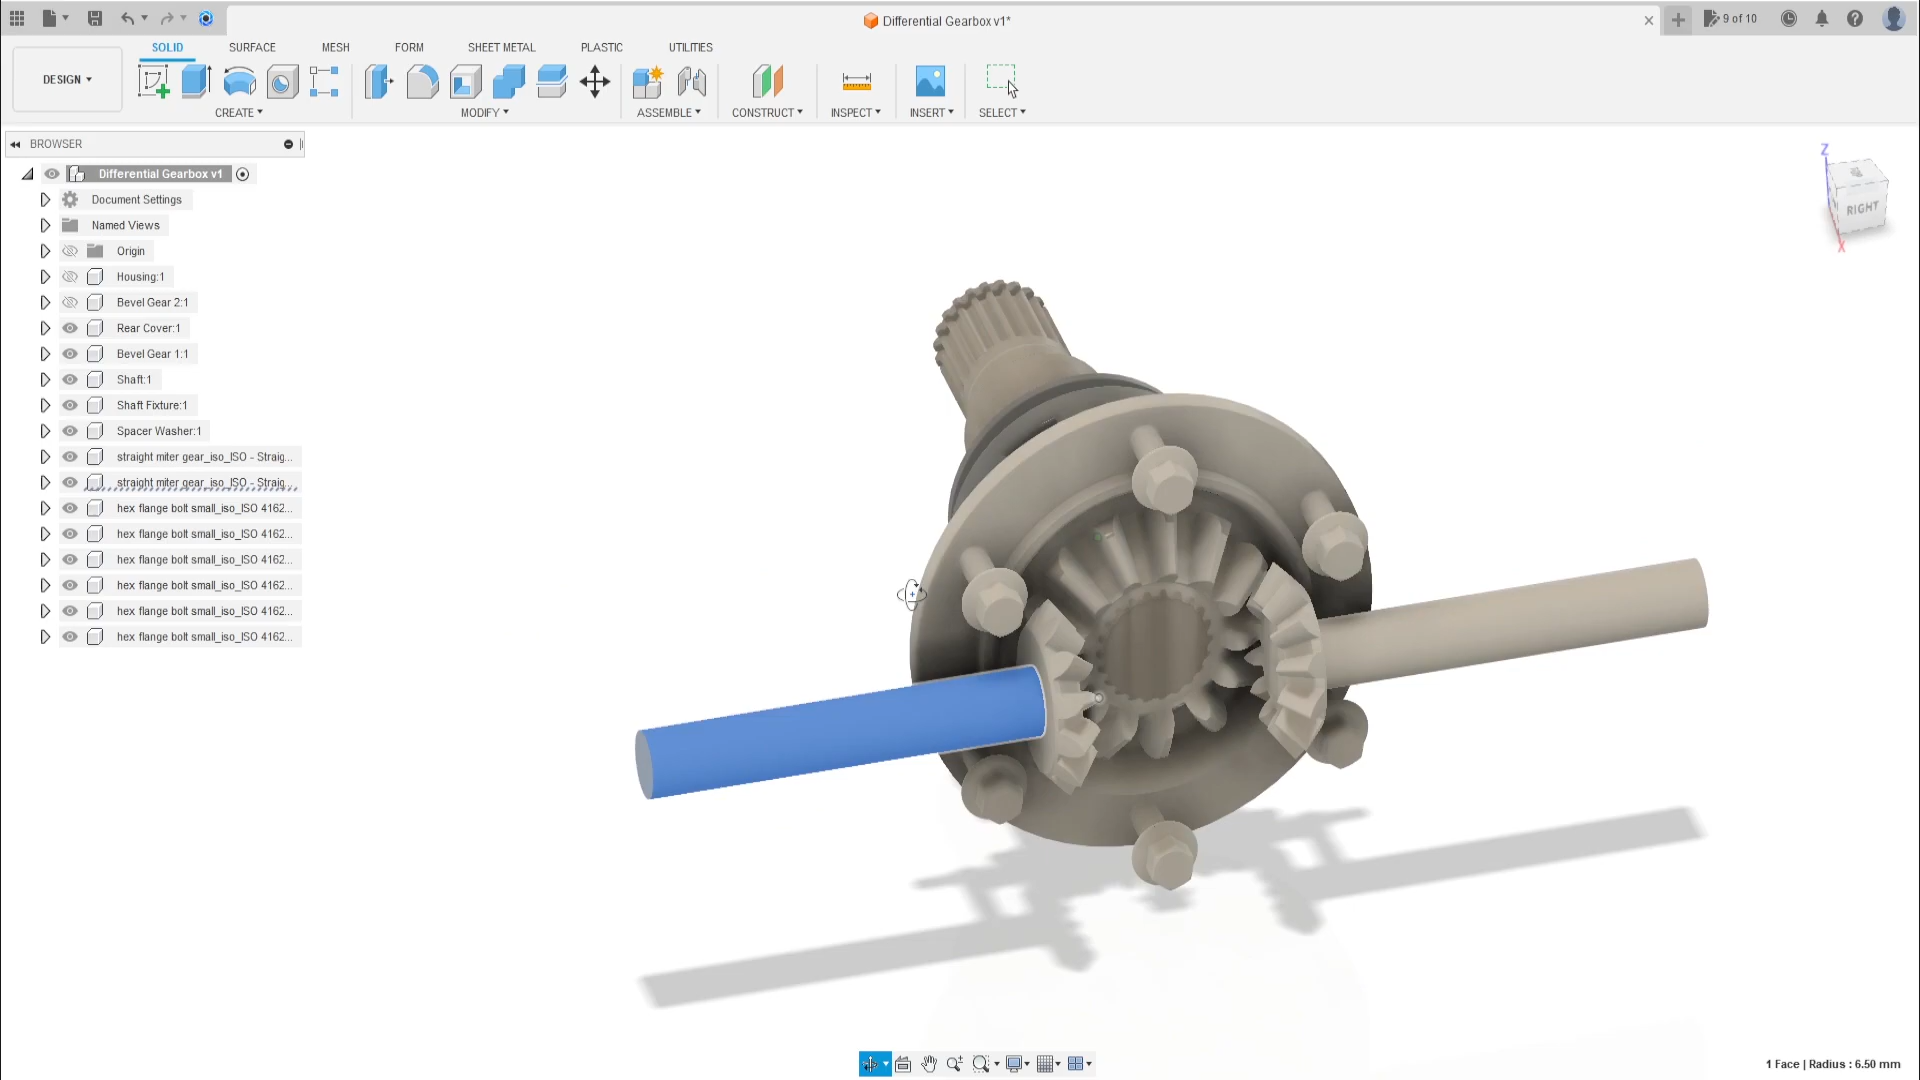 Differential Gearbox v1*
9 of 10
DESIGN
SOLID
SURFACE
MESH
FORM
SHEET METAL
PLASTIC
UTILITIES
CREATE
MODIFY
ASSEMBLE
CONSTRUCT
INSPECT
INSERT
SELECT
BROWSER
Differential Gearbox v1
Document Settings
Named Views
Origin
Housing:1
Bevel Gear 2:1
Rear Cover:1
Bevel Gear 1:1
Shaft:1
Shaft Fixture:1
Spacer Washer:1
straight miter gear_iso_ISO - Straig...
straight miter gear_iso_ISO - Straig...
hex flange bolt small_iso_ISO 4162...
hex flange bolt small_iso_ISO 4162...
hex flange bolt small_iso_ISO 4162...
hex flange bolt small_iso_ISO 4162...
hex flange bolt small_iso_ISO 4162...
hex flange bolt small_iso_ISO 4162...
Z
RIGHT
X
1 Face | Radius : 6.50 mm